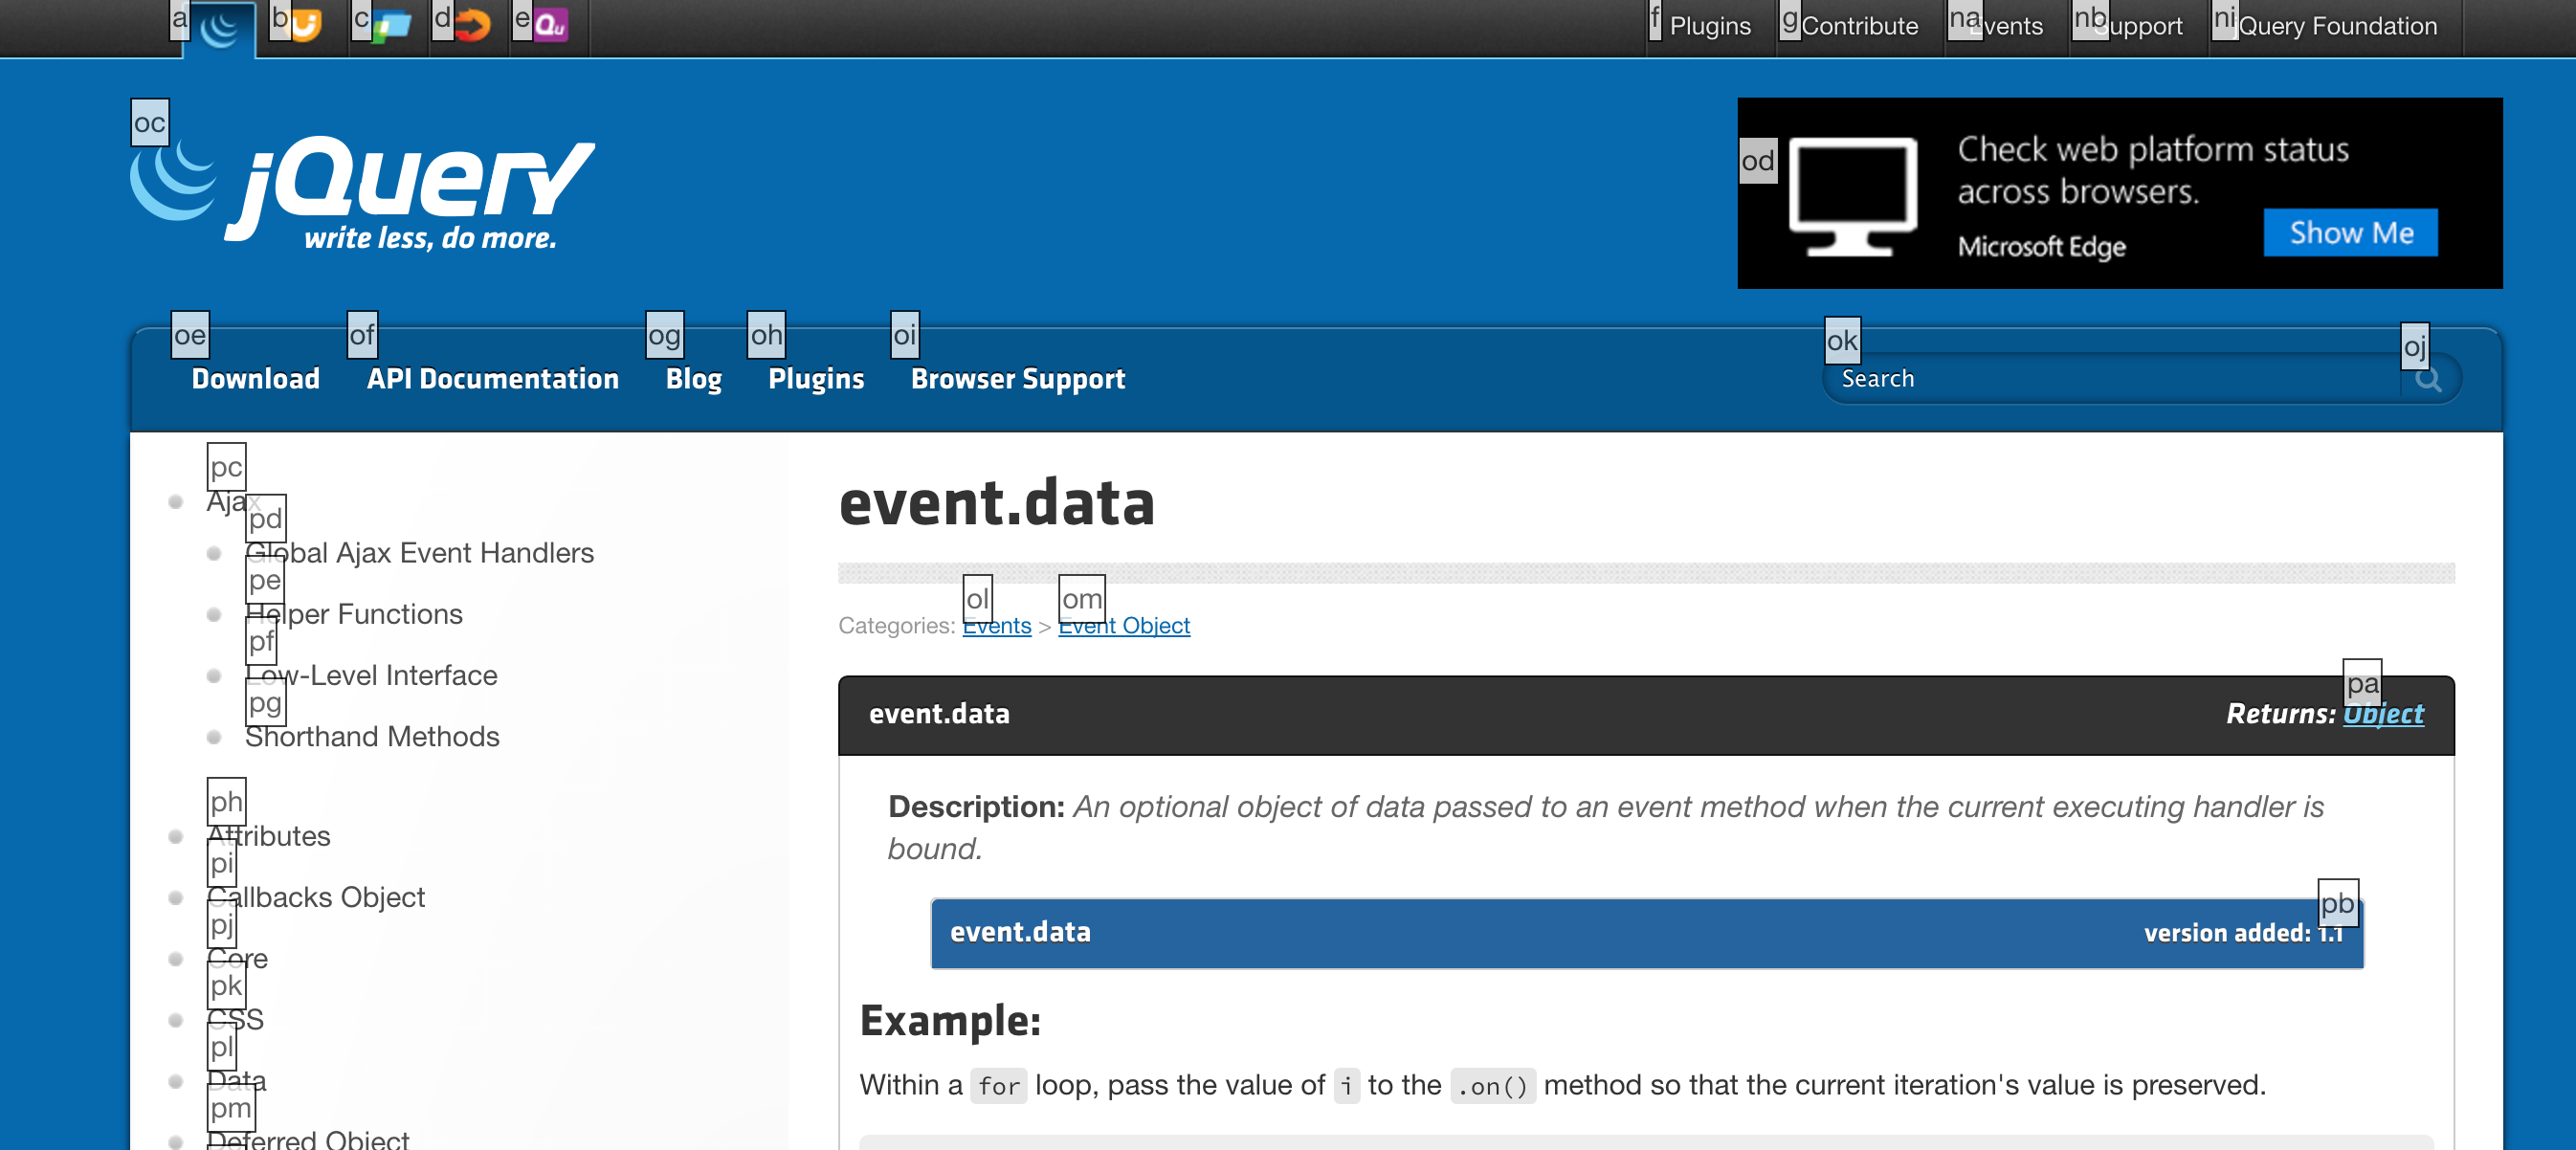 a b c d e Qu f Plugins g Contribute na Events nb Support ni jQuery Foundation
oc
jQuery
write less, do more.
od
Check web platform status
across browsers.
Microsoft Edge
Show Me
oe of og oh oi ok oj
Download API Documentation Blog Plugins Browser Support Search
pc
Ajax
pd
Global Ajax Event Handlers
pe
Helper Functions
pf
Low-Level Interface
pg
Shorthand Methods
ph
Attributes
pi
Callbacks Object
pj
Core
pk
CSS
pl
Data
pm
Deferred Object
event.data
ol om
Categories: Events > Event Object
pa
event.data Returns: Object
Description: An optional object of data passed to an event method when the current executing handler is
bound.
pb
event.data version added: 1.1
Example:
Within a for loop, pass the value of i to the .on() method so that the current iteration's value is preserved.